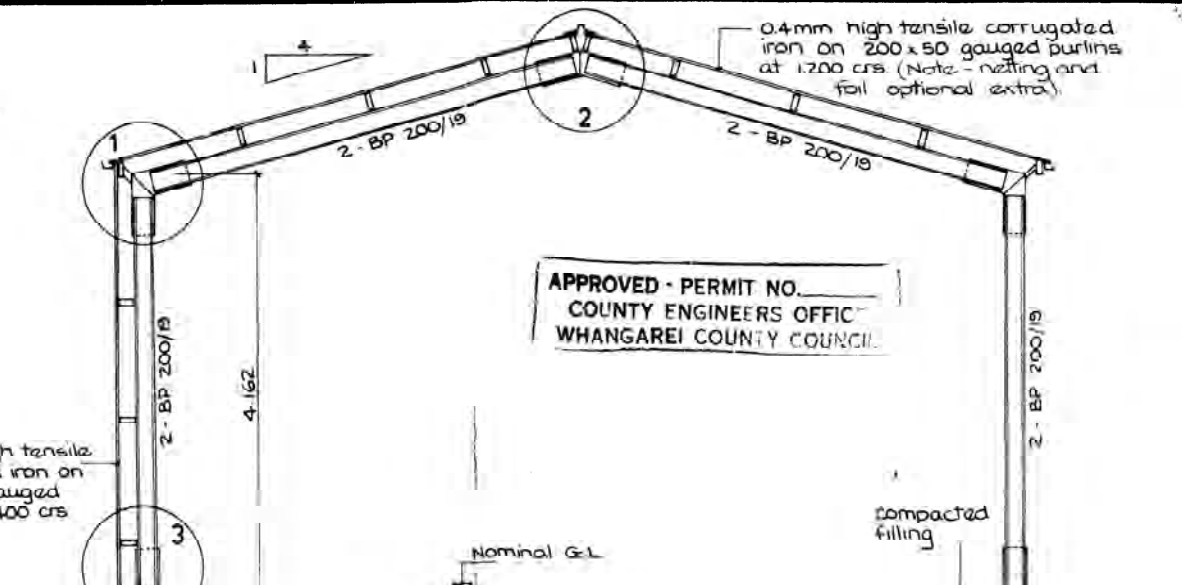 0.4mm high tensile corrugated
iron on 200 x 50 gauged purlins
at 1.200 crs. (Note - netting and
foil optional extra).
4
1
1
2
2 - BP 200/19
2 - BP 200/19
APPROVED - PERMIT NO.
COUNTY ENGINEERS OFFIC
WHANGAREI COUNTY COUNCIL
2 - BP 200/19
4.162
2 - BP 200/19
h tensile
iron on
auged
400 crs
3
compacted
filling
Nominal G.L